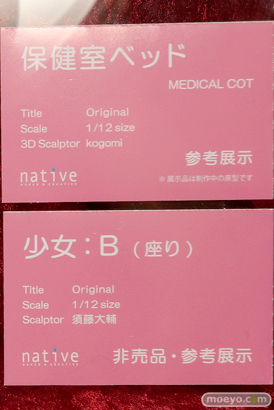 保健室ベッド
MEDICAL COT
Title Original
Scale 1/12 size
3D Scalptor kogomi
参考展示
※ 展示品は制作中の原型です
native
少女：B（座り）
Title Original
Scale 1/12 size
Scalptor 須藤大輔
native
非売品・参考展示
moeyo.com